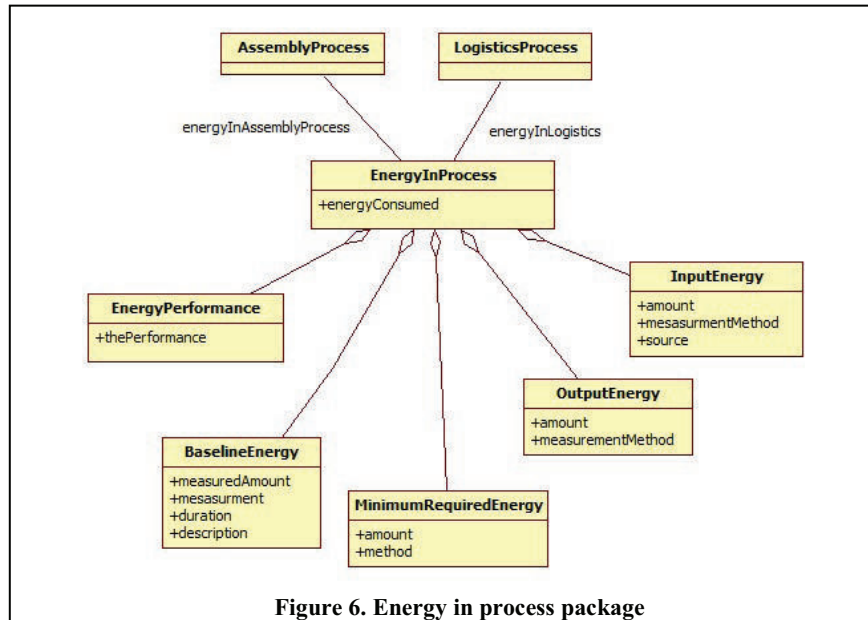 AssemblyProcess
LogisticsProcess
energyInAssemblyProcess
energyInLogistics
EnergyInProcess
+energyConsumed
EnergyPerformance
+thePerformance
InputEnergy
+amount
+mesasurmentMethod
+source
OutputEnergy
+amount
+measurementMethod
BaselineEnergy
+measuredAmount
+mesasurment
+duration
+description
MinimumRequiredEnergy
+amount
+method
Figure 6. Energy in process package